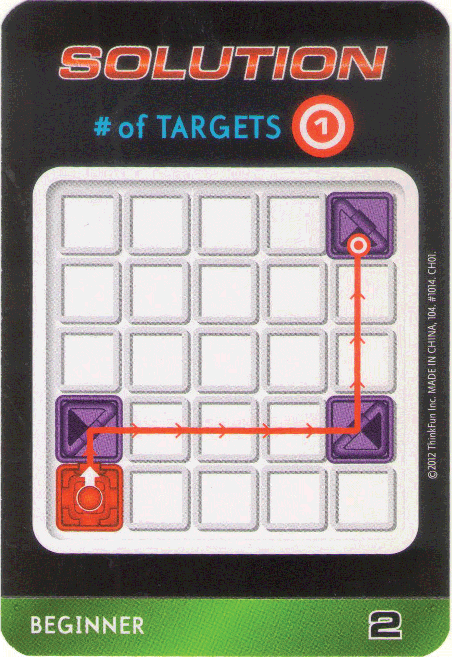 SOLUTION
# of TARGETS 1
©2012 ThinkFun Inc. MADE IN CHINA, 104. #1014. CH01.
BEGINNER
2